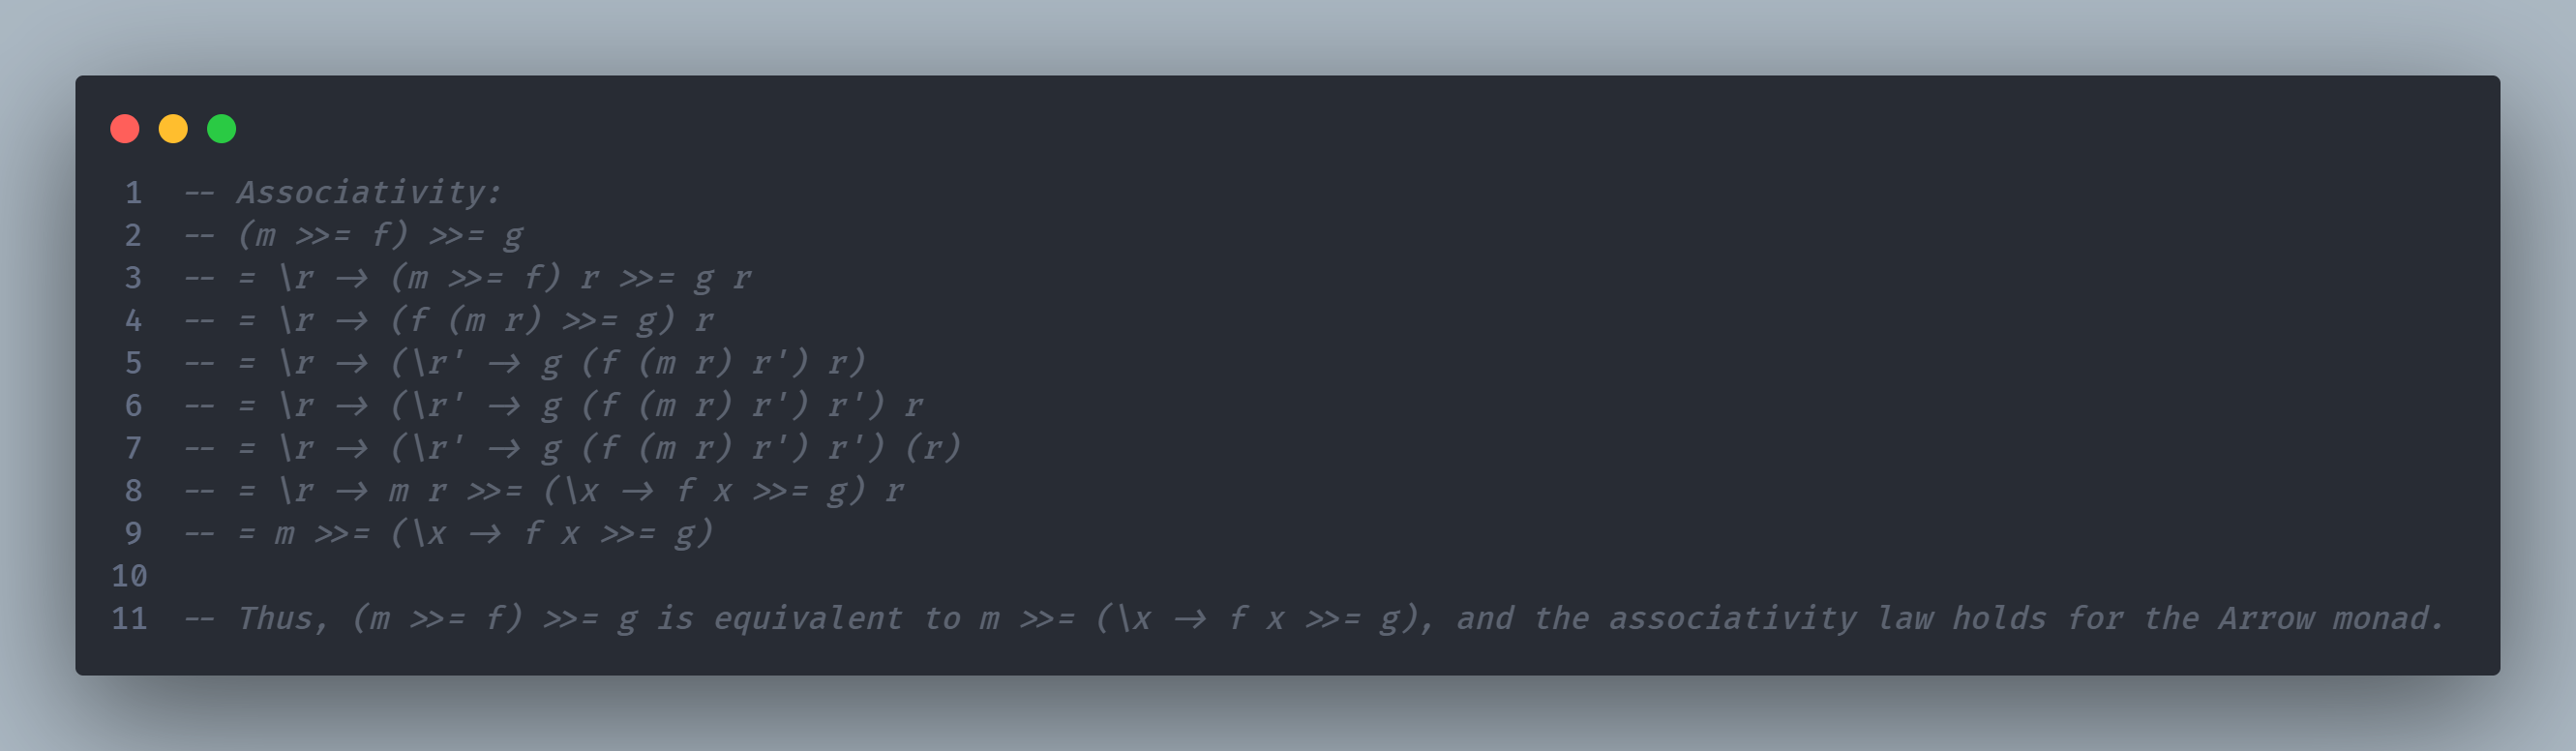 1 -- Associativity:
2 -- (m >>= f) >>= g
3 -- = \r -> (m >>= f) r >>= g r
4 -- = \r -> (f (m r) >>= g) r
5 -- = \r -> (\r' -> g (f (m r) r') r)
6 -- = \r -> (\r' -> g (f (m r) r') r') r
7 -- = \r -> (\r' -> g (f (m r) r') r') (r)
8 -- = \r -> m r >>= (\x -> f x >>= g) r
9 -- = m >>= (\x -> f x >>= g)
10
11 -- Thus, (m >>= f) >>= g is equivalent to m >>= (\x -> f x >>= g), and the associativity law holds for the Arrow monad.